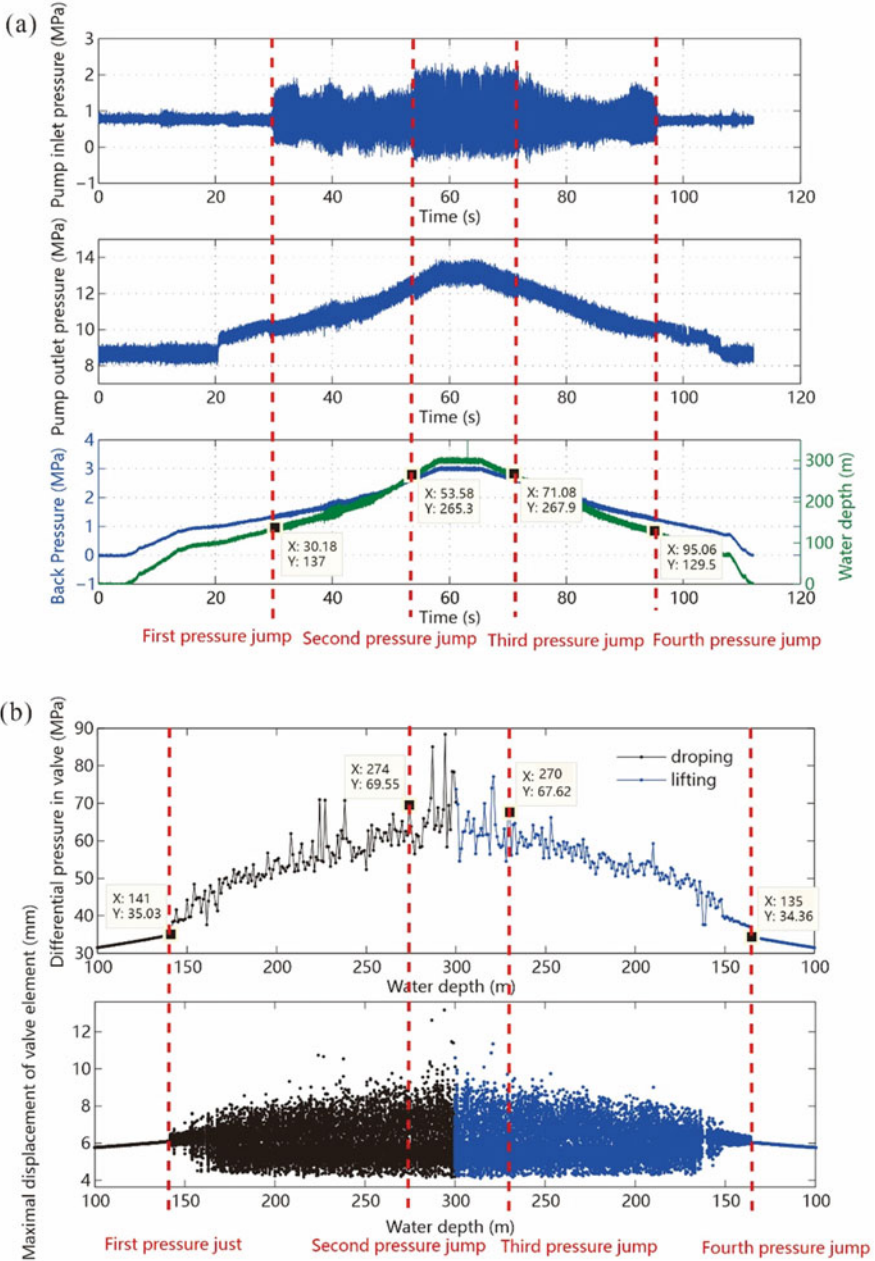 (a)
Pump inlet pressure (MPa)
3
2
1
0
−1
0 20 40 60 80 100 120
Time (s)
Pump outlet pressure (MPa)
14
12
10
8
0 20 40 60 80 100 120
Time (s)
Back Pressure (MPa)
4
3
2
1
0
−1
300
200
100
0
Water depth (m)
X: 30.18
Y: 137
X: 53.58
Y: 265.3
X: 71.08
Y: 267.9
X: 95.06
Y: 129.5
0 20 40 60 80 100 120
Time (s)
First pressure jump Second pressure jump Third pressure jump Fourth pressure jump
(b)
Differential pressure in valve (MPa)
90
80
70
60
50
40
30
X: 141
Y: 35.03
X: 274
Y: 69.55
X: 270
Y: 67.62
X: 135
Y: 34.36
droping
lifting
100 150 200 250 300 250 200 150 100
Water depth (m)
Maximal displacement of valve element (mm)
12
10
8
6
4
100 150 200 250 300 250 200 150 100
Water depth (m)
First pressure just Second pressure jump Third pressure jump Fourth pressure jump